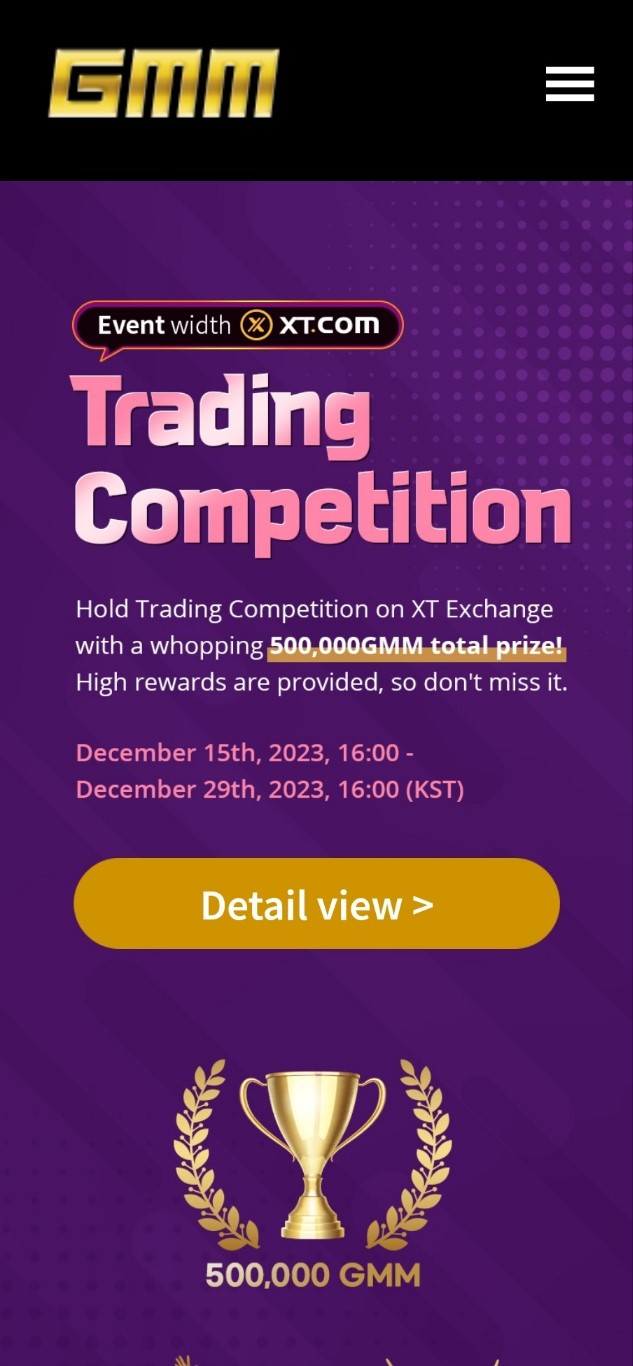 GMM
Event width XT.COM
Trading
Competition
Hold Trading Competition on XT Exchange
with a whopping 500,000GMM total prize!
High rewards are provided, so don't miss it.
December 15th, 2023, 16:00 -
December 29th, 2023, 16:00 (KST)
Detail view >
500,000 GMM